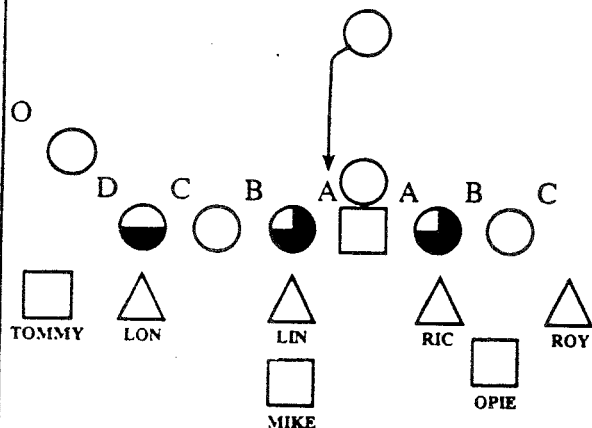 O
D C B A A B C
TOMMY LON LIN RIC ROY
MIKE OPIE